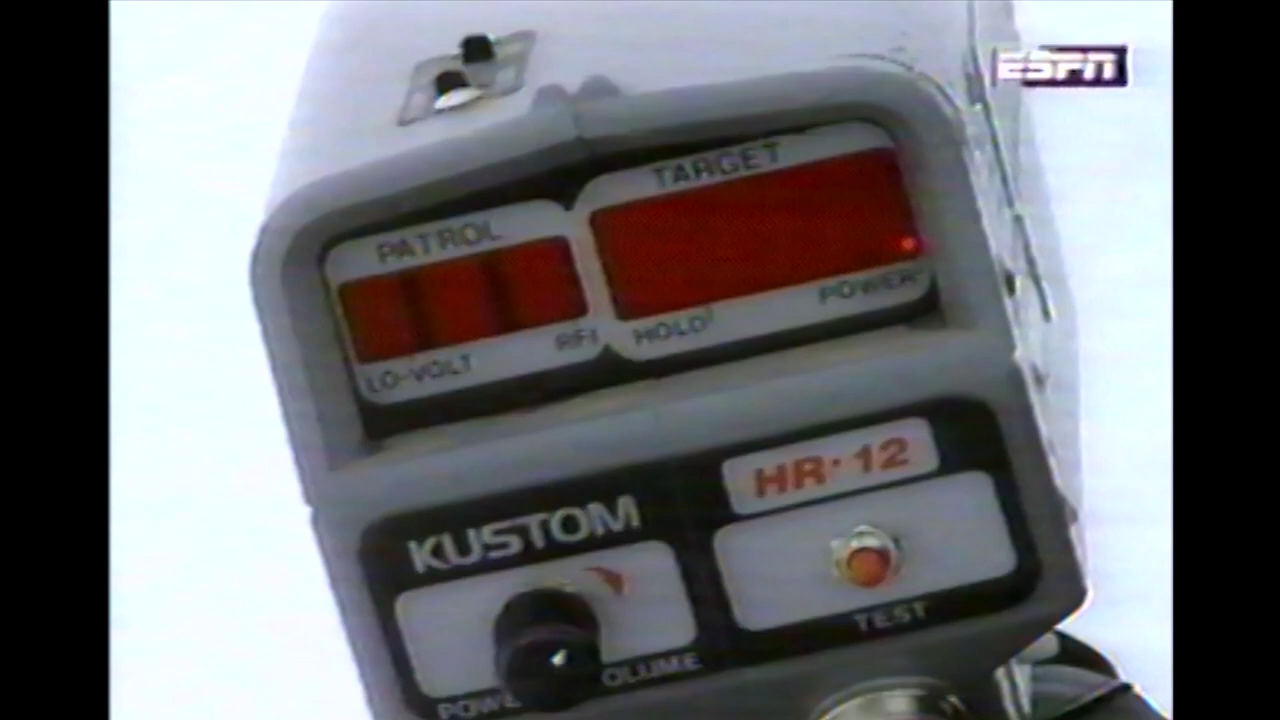 ESPN
TARGET
PATROL
POWER
HOLD
RFI
LO-VOLT
HR·12
KUSTOM
TEST